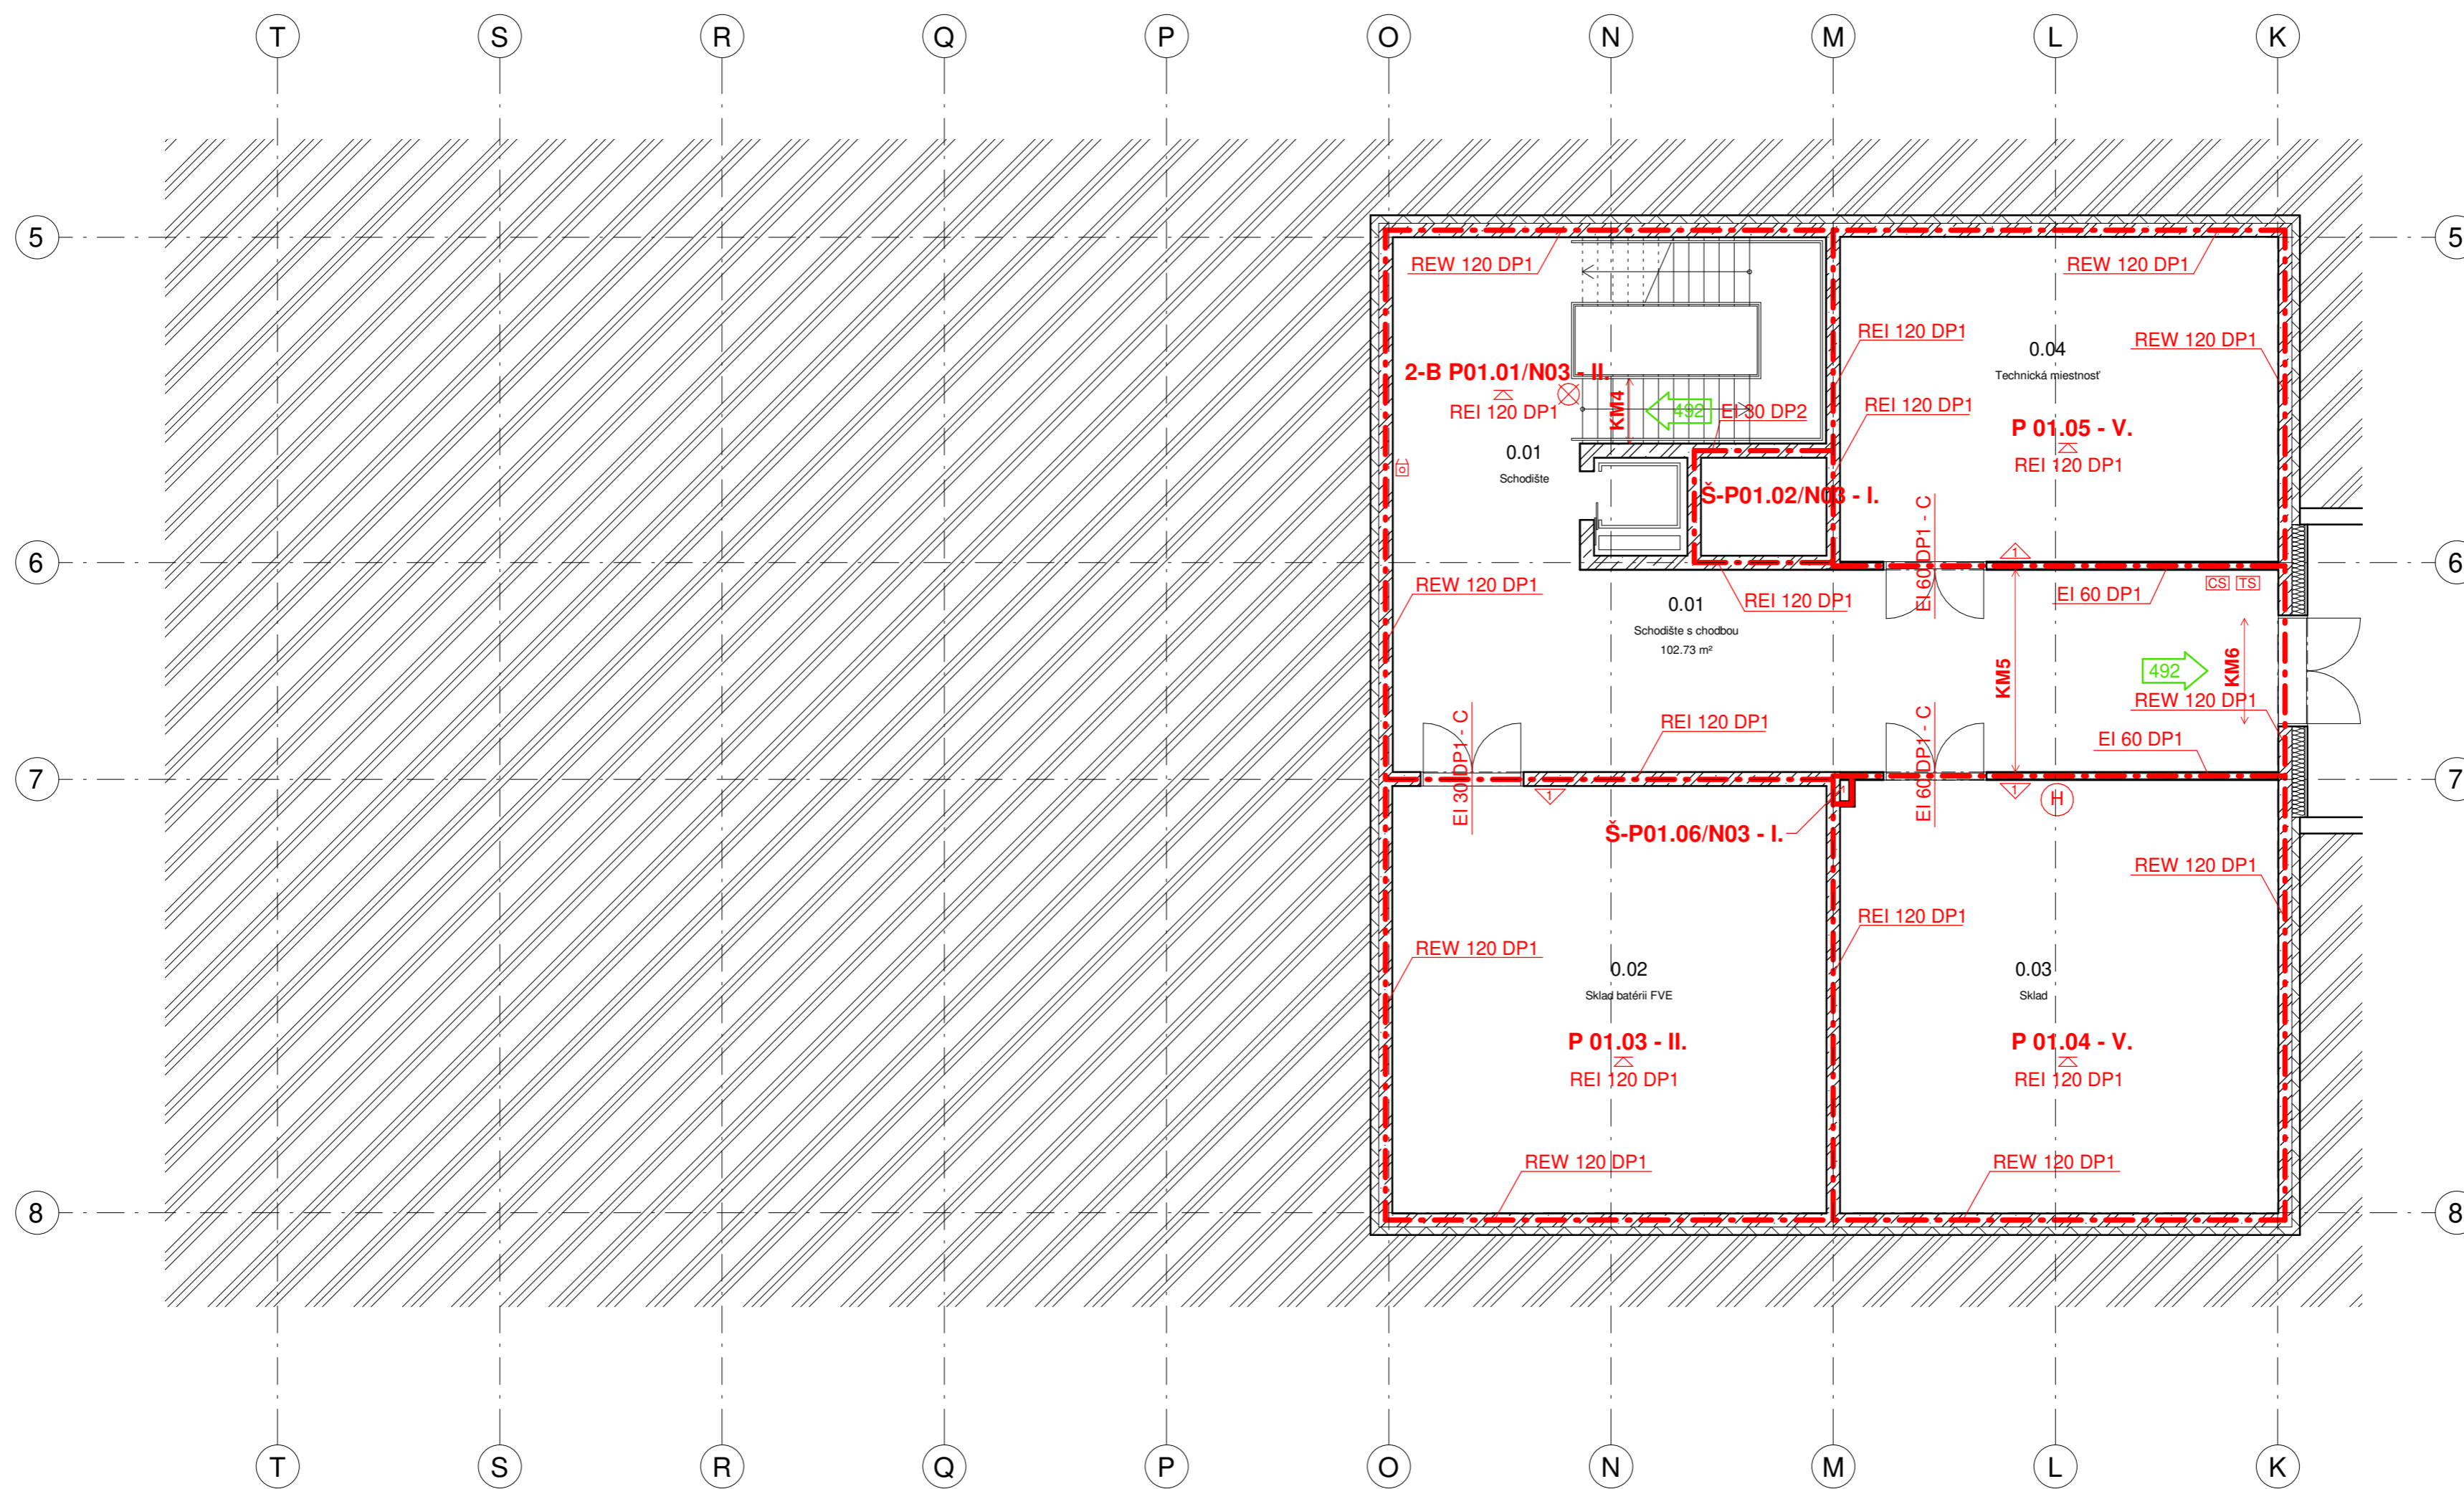 T S R Q P O N M L K
5 5
REW 120 DP1
REW 120 DP1
REI 120 DP1
REW 120 DP1
0.04
Technická miestnosť
2-B P01.01/N03 - II.
REI 120 DP1
KM4
492
EI 30 DP2
REI 120 DP1
P 01.05 - V.
REI 120 DP1
0.01
Schodište
Š-P01.02/N03 - I.
EI 60 DP1 - C
1
6 6
REW 120 DP1
0.01
Schodište s chodbou
102.73 m²
REI 120 DP1
EI 60 DP1
CS TS
KM5
492
KM6
REW 120 DP1
REI 120 DP1
EI 60 DP1
EI 30 DP1 - C
EI 60 DP1 - C
7 7
1
1
1
H
Š-P01.06/N03 - I.
REW 120 DP1
REI 120 DP1
REW 120 DP1
0.02
Sklad batérii FVE
0.03
Sklad
P 01.03 - II.
REI 120 DP1
P 01.04 - V.
REI 120 DP1
REW 120 DP1
REW 120 DP1
8 8
T S R Q P O N M L K